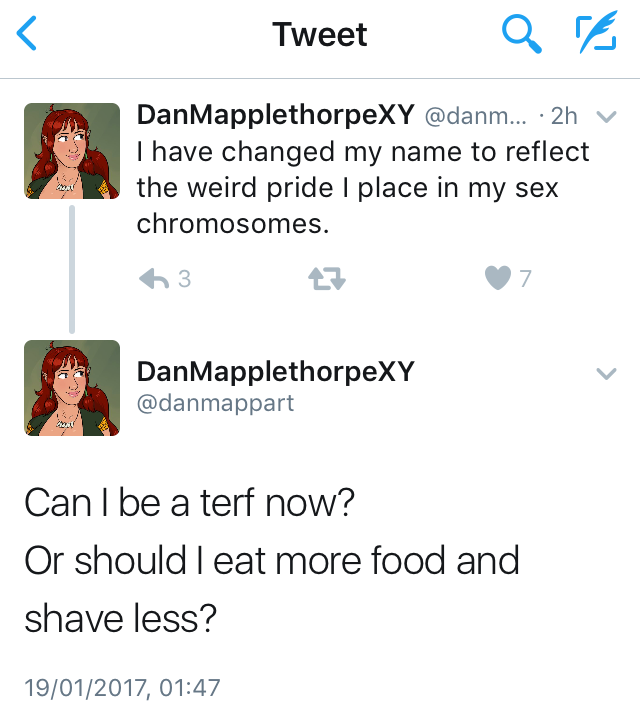 Tweet
DanMapplethorpeXY @danm... · 2h
I have changed my name to reflect
the weird pride I place in my sex
chromosomes.
3
7
DanMapplethorpeXY
@danmappart
Can I be a terf now?
Or should I eat more food and
shave less?
19/01/2017, 01:47